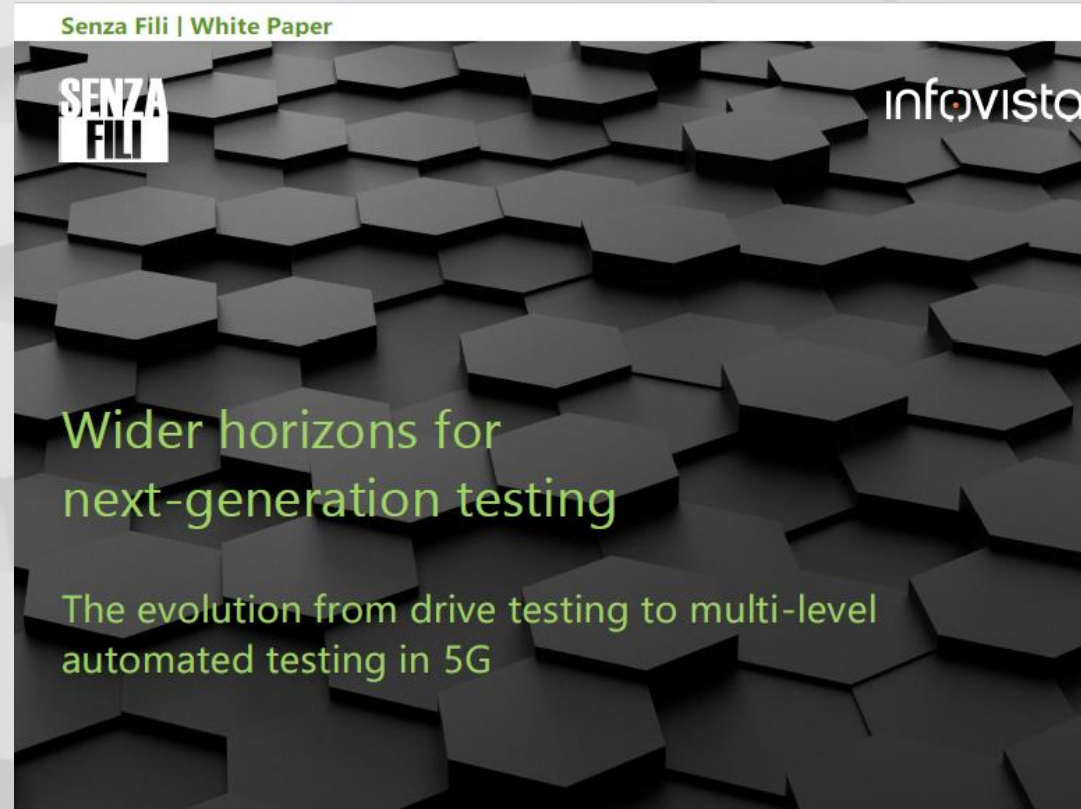 Senza Fili | White Paper
SENZA
FILI
infovista
Wider horizons for
next-generation testing
The evolution from drive testing to multi-level
automated testing in 5G